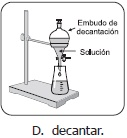 Embudo de
decantación
Solución
D. decantar.